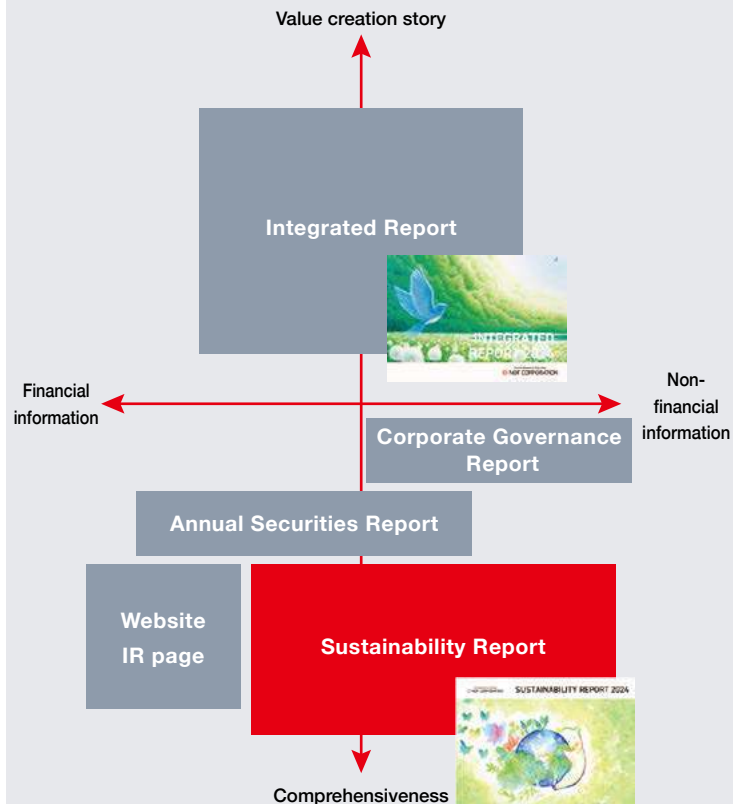 Value creation story
Integrated Report
INTEGRATED
REPORT 2024
Financial
information
Non-
financial
information
Corporate Governance
Report
Annual Securities Report
Website
IR page
Sustainability Report
SUSTAINABILITY REPORT 2024
Comprehensiveness